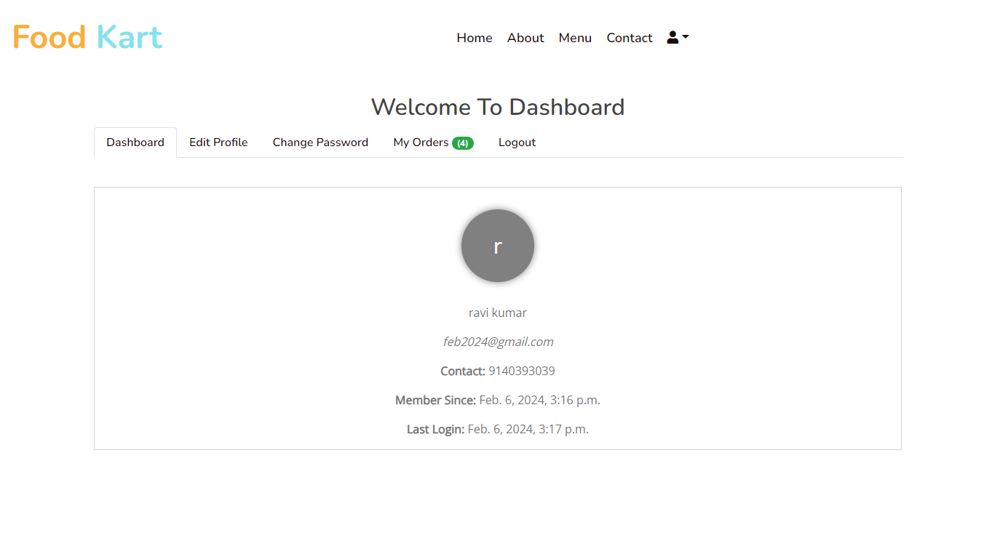 Food Kart
Home About Menu Contact
Welcome To Dashboard
Dashboard Edit Profile Change Password My Orders (4) Logout
r
ravi kumar
feb2024@gmail.com
Contact: 9140393039
Member Since: Feb. 6, 2024, 3:16 p.m.
Last Login: Feb. 6, 2024, 3:17 p.m.